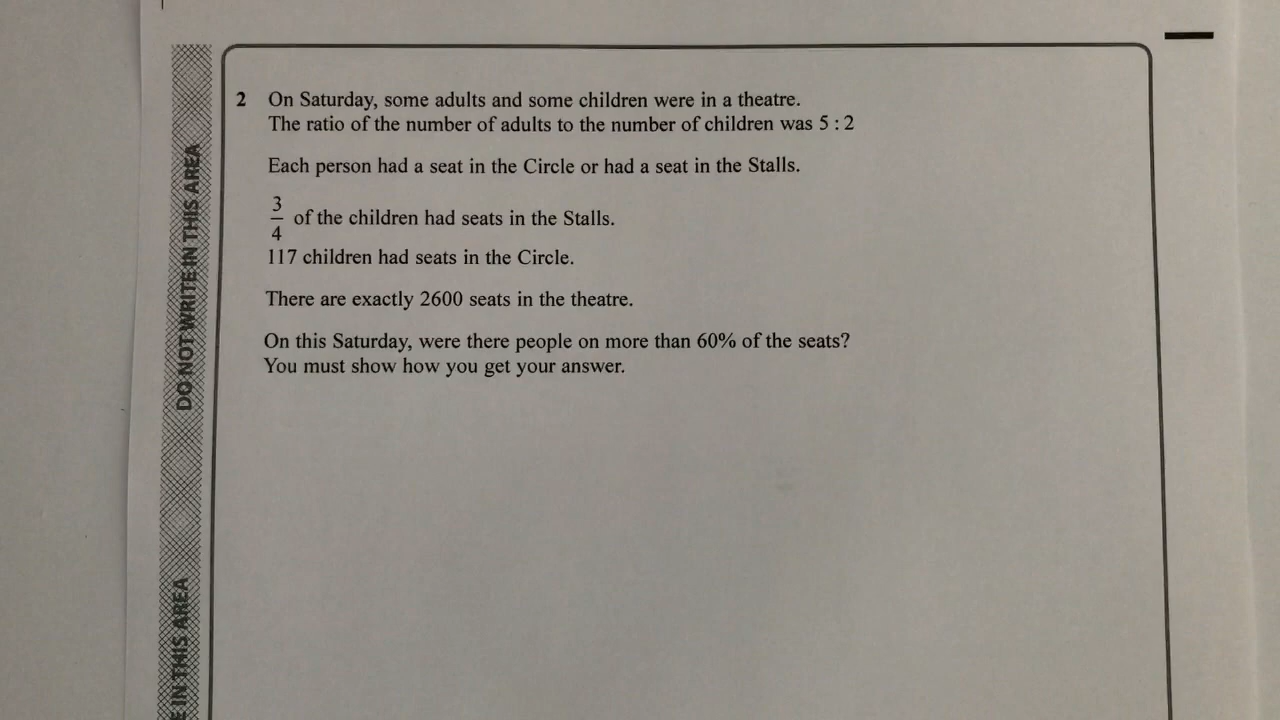 2 On Saturday, some adults and some children were in a theatre.
The ratio of the number of adults to the number of children was 5 : 2
Each person had a seat in the Circle or had a seat in the Stalls.
3/4 of the children had seats in the Stalls.
117 children had seats in the Circle.
There are exactly 2600 seats in the theatre.
On this Saturday, were there people on more than 60% of the seats?
You must show how you get your answer.
DO NOT WRITE IN THIS AREA
E IN THIS AREA